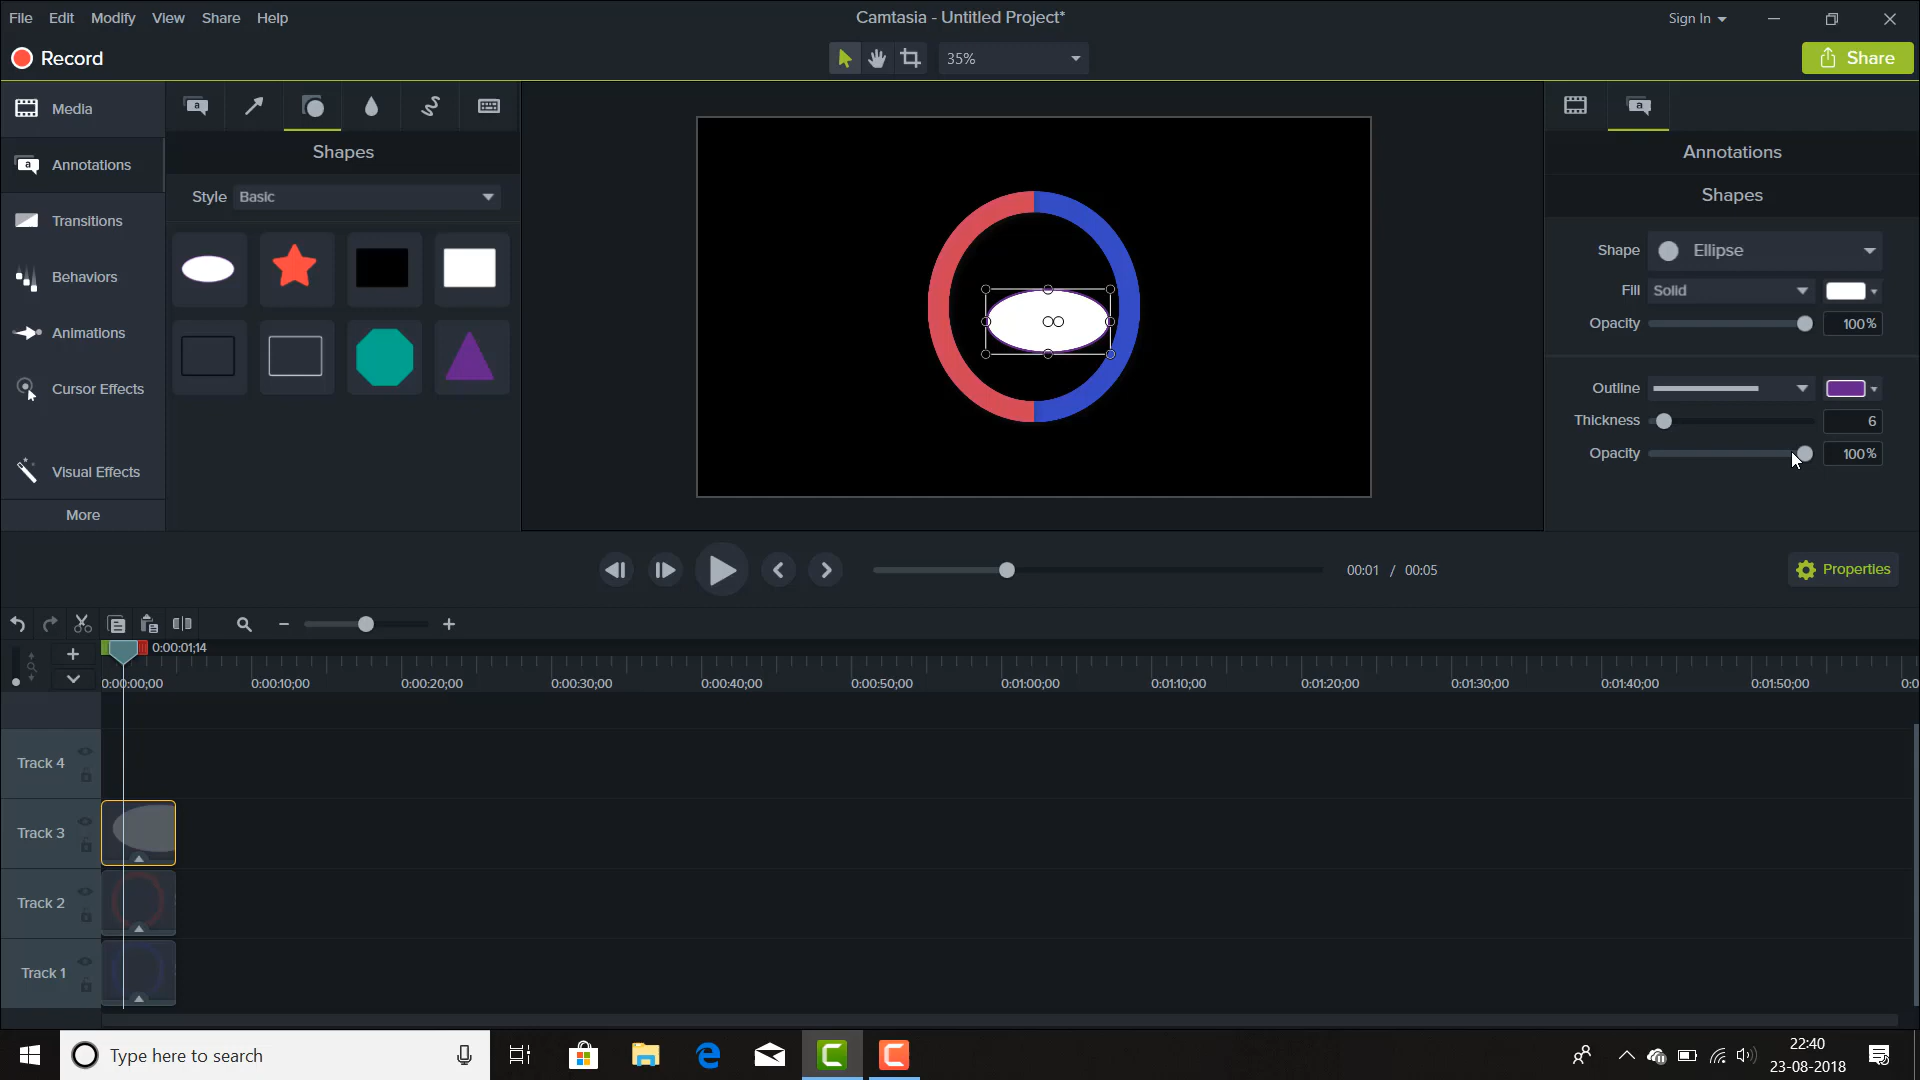 File Edit Modify View Share Help
Camtasia - Untitled Project*
Sign In
Record
35%
Share
Media
Annotations
Transitions
Behaviors
Animations
Cursor Effects
Visual Effects
More
a
a
Shapes
Style Basic
a
Annotations
Shapes
Shape Ellipse
Fill Solid
Opacity 100%
Outline
Thickness 6
Opacity 100%
00:01 / 00:05
Properties
0:00:01;14
0:00:00;00 0:00:10;00 0:00:20;00 0:00:30;00 0:00:40;00 0:00:50;00 0:01:00;00 0:01:10;00 0:01:20;00 0:01:30;00 0:01:40;00 0:01:50;00 0:0
Track 4
Track 3
Track 2
Track 1
Type here to search
22:40
23-08-2018